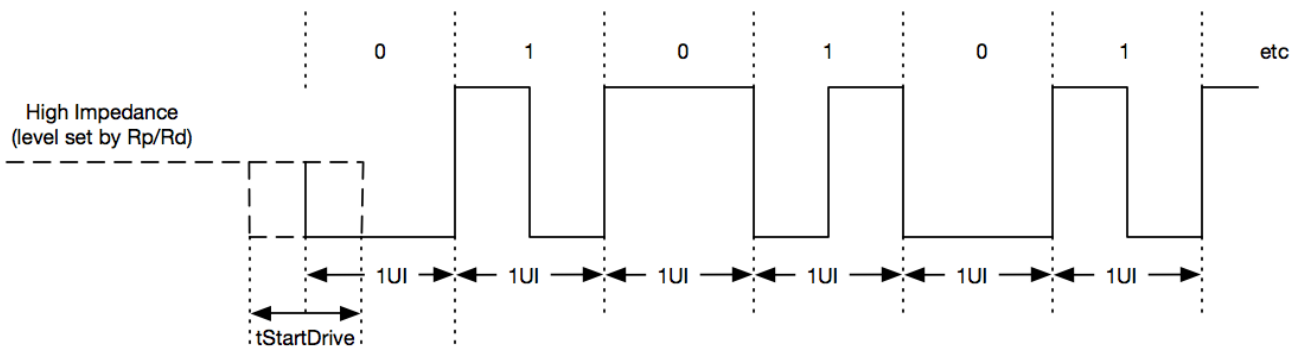 0 1 0 1 0 1 etc
High Impedance
(level set by Rp/Rd)
1UI 1UI 1UI 1UI 1UI 1UI
tStartDrive